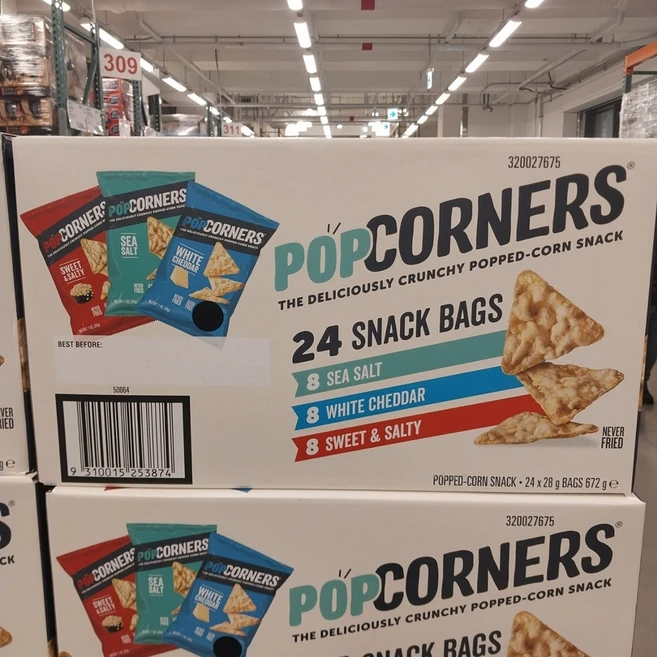 309
311
320027675
POPCORNERS®
THE DELICIOUSLY CRUNCHY POPPED-CORN SNACK
24 SNACK BAGS
8 SEA SALT
8 WHITE CHEDDAR
8 SWEET & SALTY
NEVER FRIED
POPPED-CORN SNACK • 24 x 28 g BAGS 672 g ℮
POPCORNERS
SWEET & SALTY
POPCORNERS
SEA SALT
POPCORNERS
WHITE CHEDDAR
BEST BEFORE:
50064
9 310015 253874
320027675
POPCORNERS®
THE DELICIOUSLY CRUNCHY POPPED-CORN SNACK
SNACK BAGS
CORNERS
SWEET & SALTY
POPCORNERS
SEA SALT
POPCORNERS
WHITE CHEDDAR